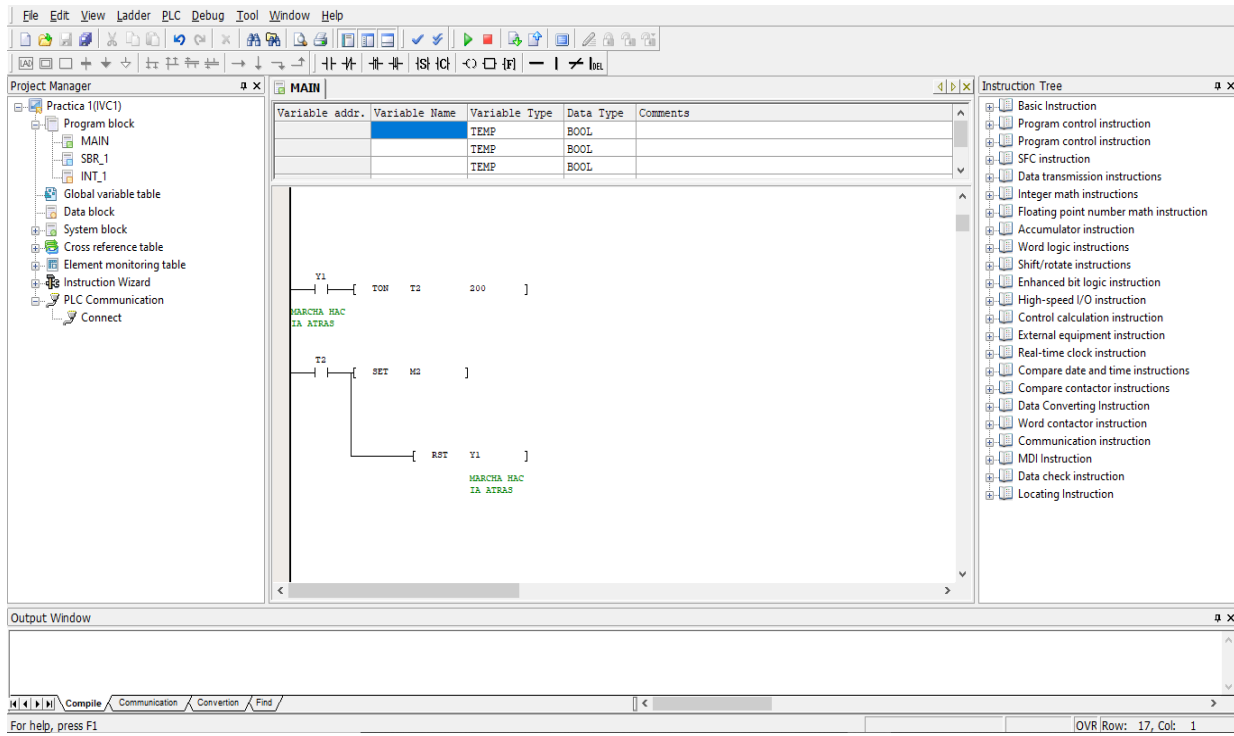 File Edit View Ladder PLC Debug Tool Window Help
Project Manager
Practica 1(IVC1)
Program block
MAIN
SBR_1
INT_1
Global variable table
Data block
System block
Cross reference table
Element monitoring table
Instruction Wizard
PLC Communication
Connect
MAIN
Variable addr. Variable Name Variable Type Data Type Comments
TEMP BOOL
TEMP BOOL
TEMP BOOL
Y1
TON T2 200
MARCHA HAC
IA ATRAS
T2
SET M2
RST Y1
MARCHA HAC
IA ATRAS
Instruction Tree
Basic Instruction
Program control instruction
Program control instruction
SFC instruction
Data transmission instructions
Integer math instructions
Floating point number math instruction
Accumulator instruction
Word logic instructions
Shift/rotate instructions
Enhanced bit logic instruction
High-speed I/O instruction
Control calculation instruction
External equipment instruction
Real-time clock instruction
Compare date and time instructions
Compare contactor instructions
Data Converting Instruction
Word contactor instruction
Communication instruction
MDI Instruction
Data check instruction
Locating Instruction
Output Window
Compile Communication Convertion Find
For help, press F1
OVR Row: 17, Col: 1